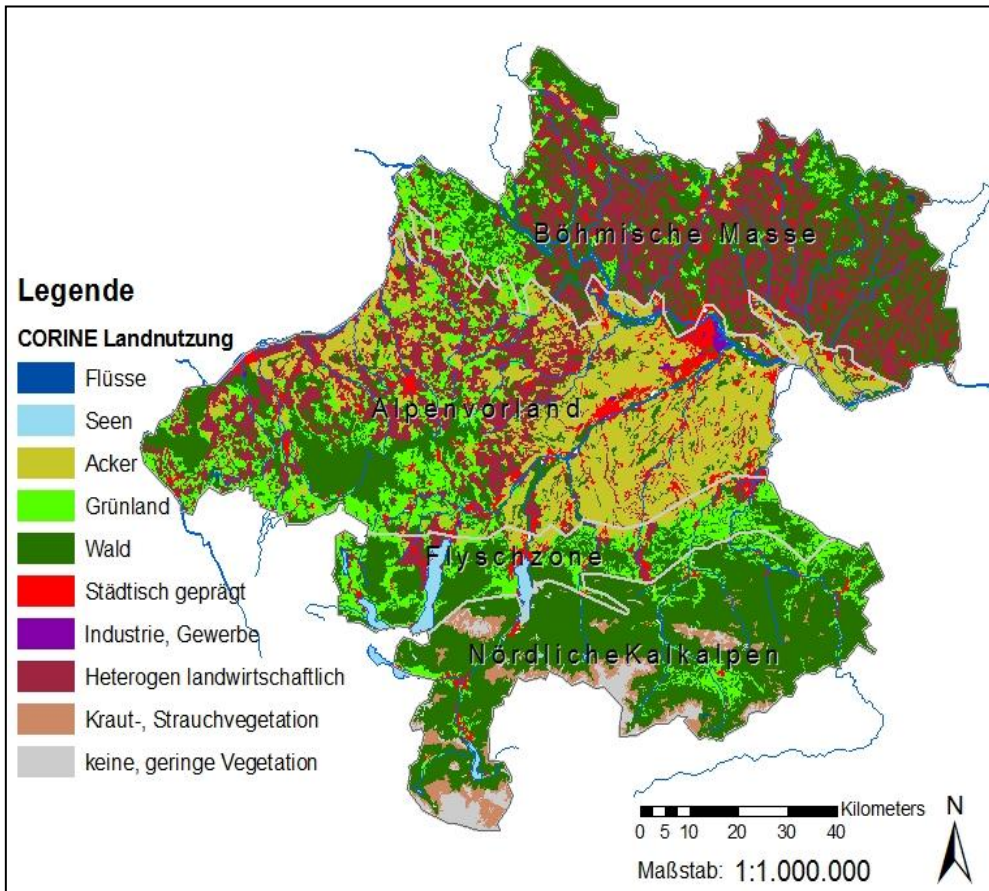 Böhmische Masse
Alpenvorland
Flyschzone
NördlicheKalkalpen
Legende
CORINE Landnutzung
Flüsse
Seen
Acker
Grünland
Wald
Städtisch geprägt
Industrie, Gewerbe
Heterogen landwirtschaftlich
Kraut-, Strauchvegetation
keine, geringe Vegetation
Kilometers
0 5 10 20 30 40
Maßstab: 1:1.000.000
N